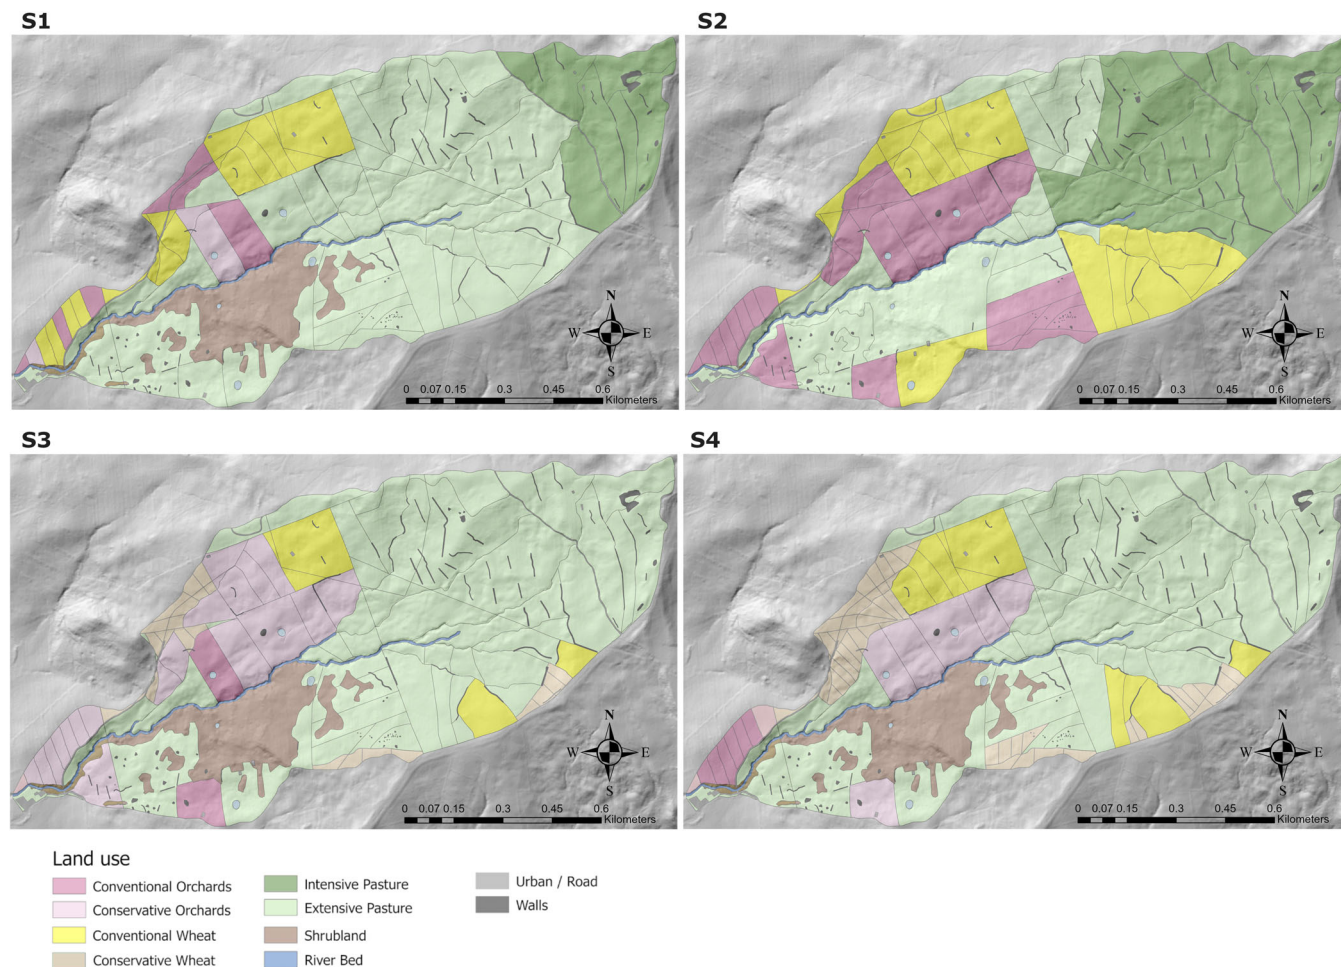 S1
S2
N
W E
S
0 0.07 0.15 0.3 0.45 0.6
Kilometers
N
W E
S
0 0.07 0.15 0.3 0.45 0.6
Kilometers
S3
S4
N
W E
S
0 0.07 0.15 0.3 0.45 0.6
Kilometers
N
W E
S
0 0.07 0.15 0.3 0.45 0.6
Kilometers
Land use
Conventional Orchards
Conservative Orchards
Conventional Wheat
Conservative Wheat
Intensive Pasture
Extensive Pasture
Shrubland
River Bed
Urban / Road
Walls